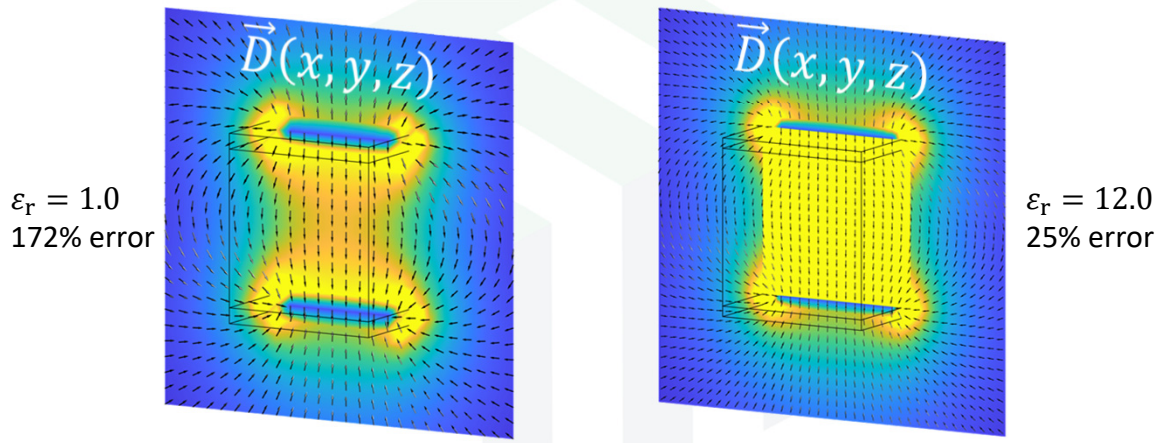 D⃗(x, y, z)
D⃗(x, y, z)
εᵣ = 1.0
172% error
εᵣ = 12.0
25% error